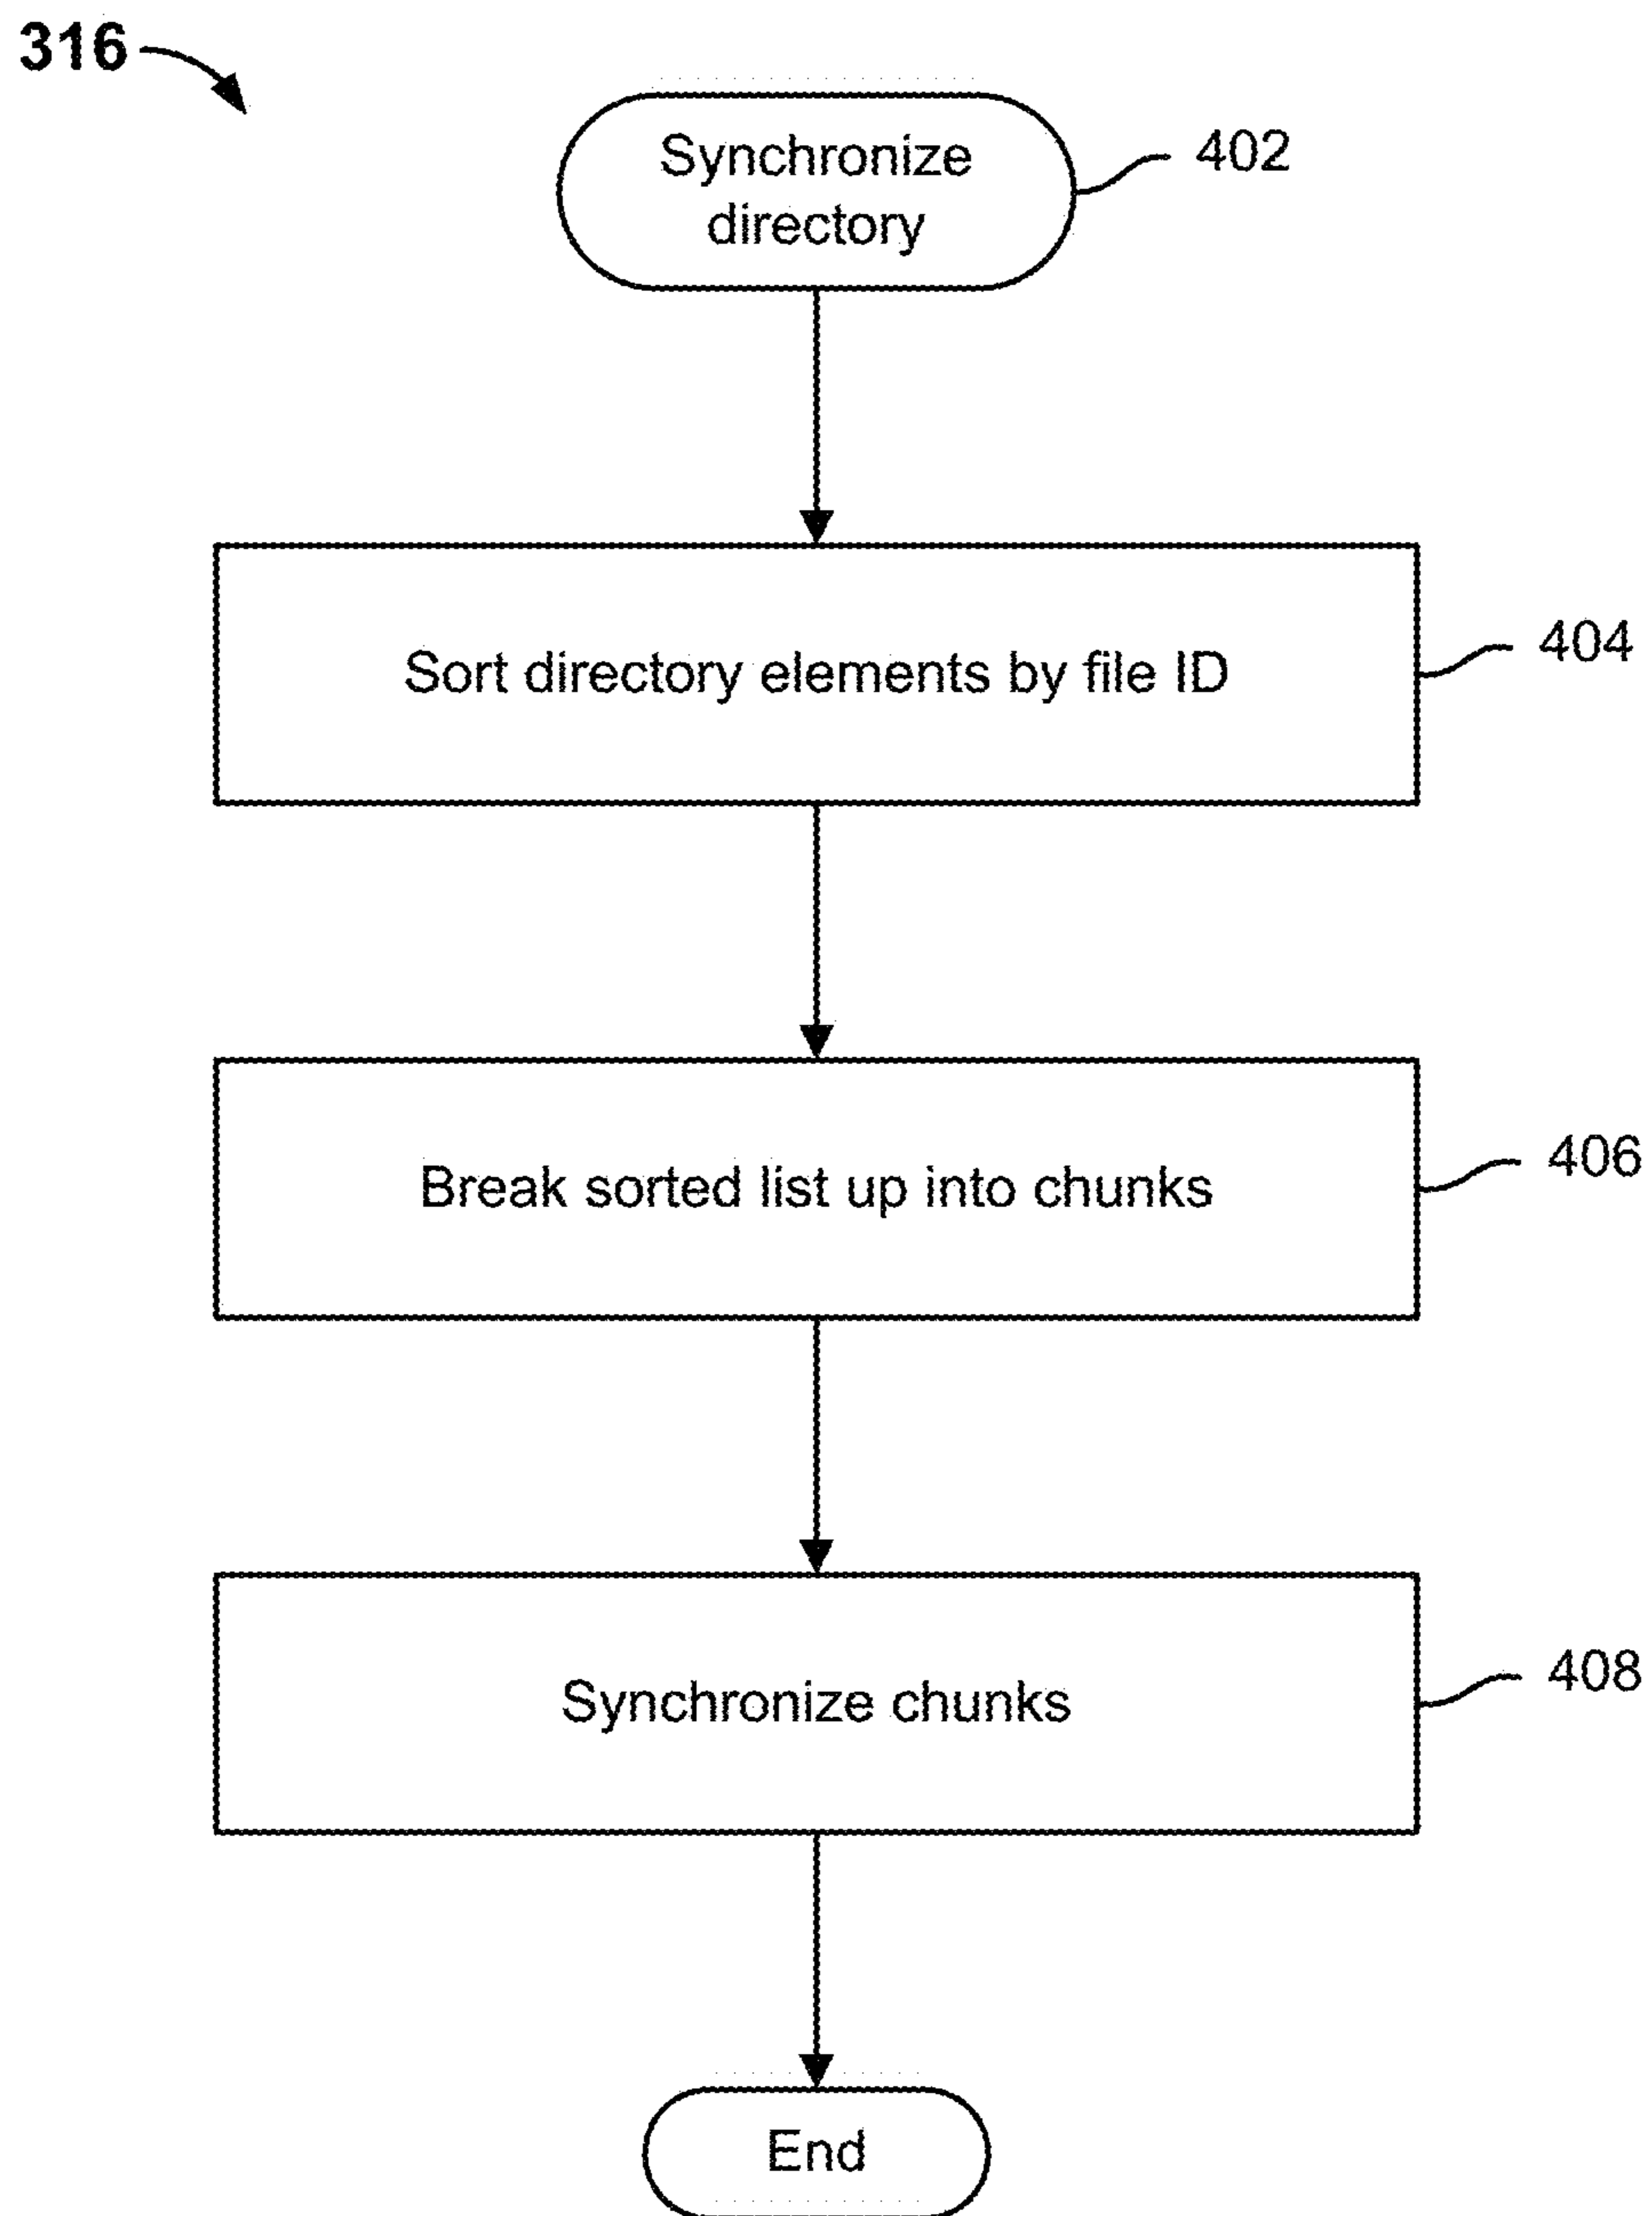 316
Synchronize
directory
402
Sort directory elements by file ID
404
Break sorted list up into chunks
406
Synchronize chunks
408
End